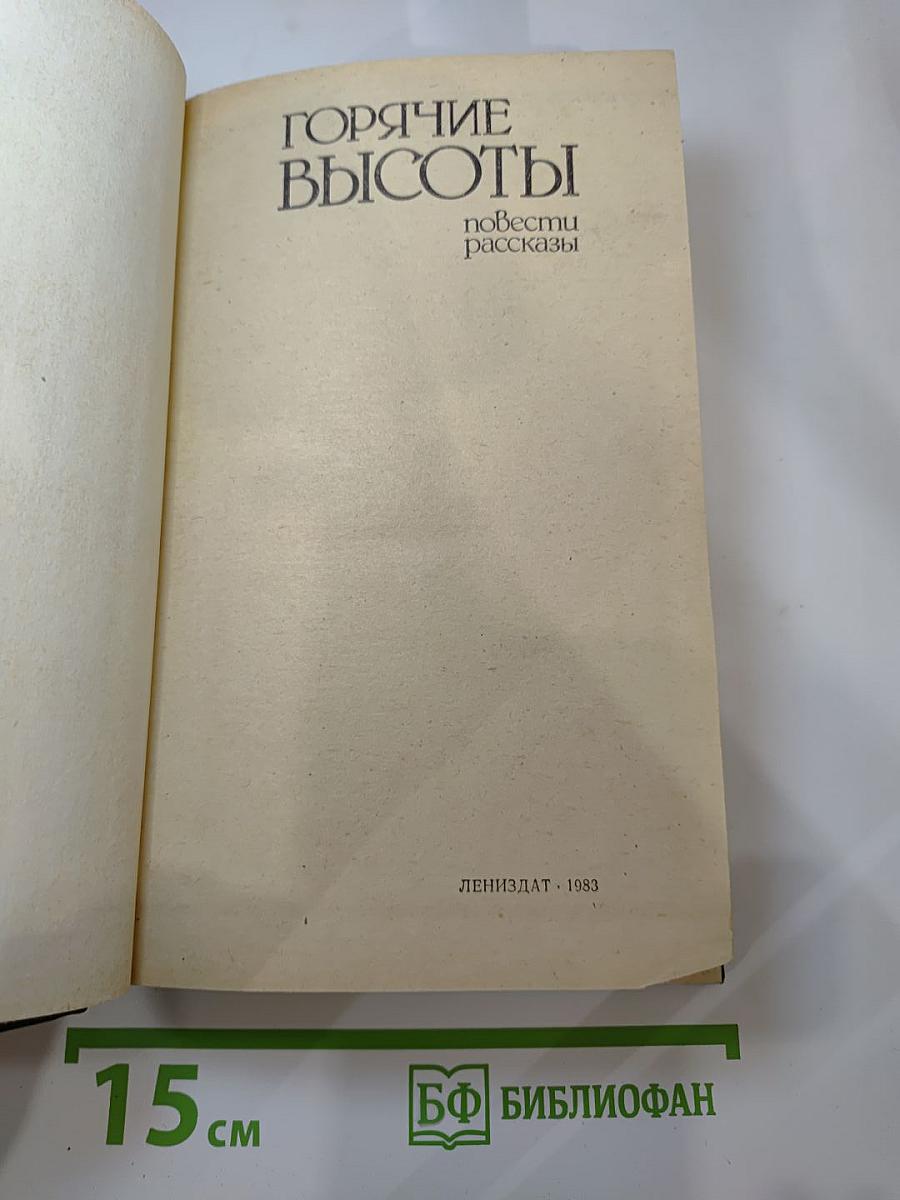 ГОРЯЧИЕ
ВЫСОТЫ
повести
рассказы
ЛЕНИЗДАТ · 1983
15 см
БФ БИБЛИОФАН